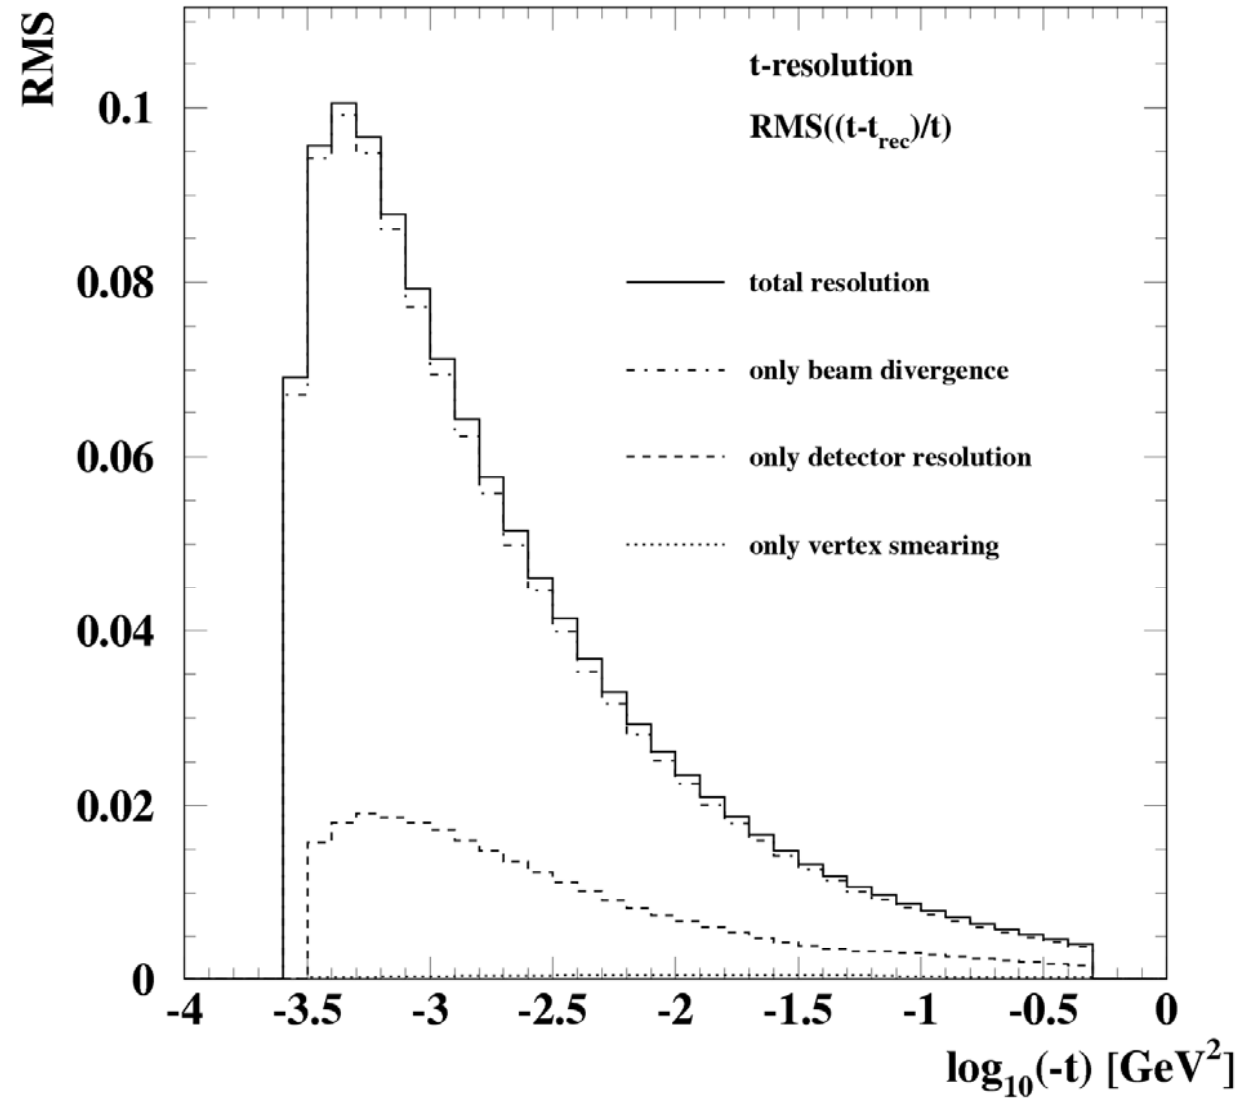 RMS
t-resolution
RMS((t-t_rec)/t)
0.1
0.08
0.06
0.04
0.02
0
total resolution
only beam divergence
only detector resolution
only vertex smearing
-4 -3.5 -3 -2.5 -2 -1.5 -1 -0.5 0
log₁₀(-t) [GeV²]